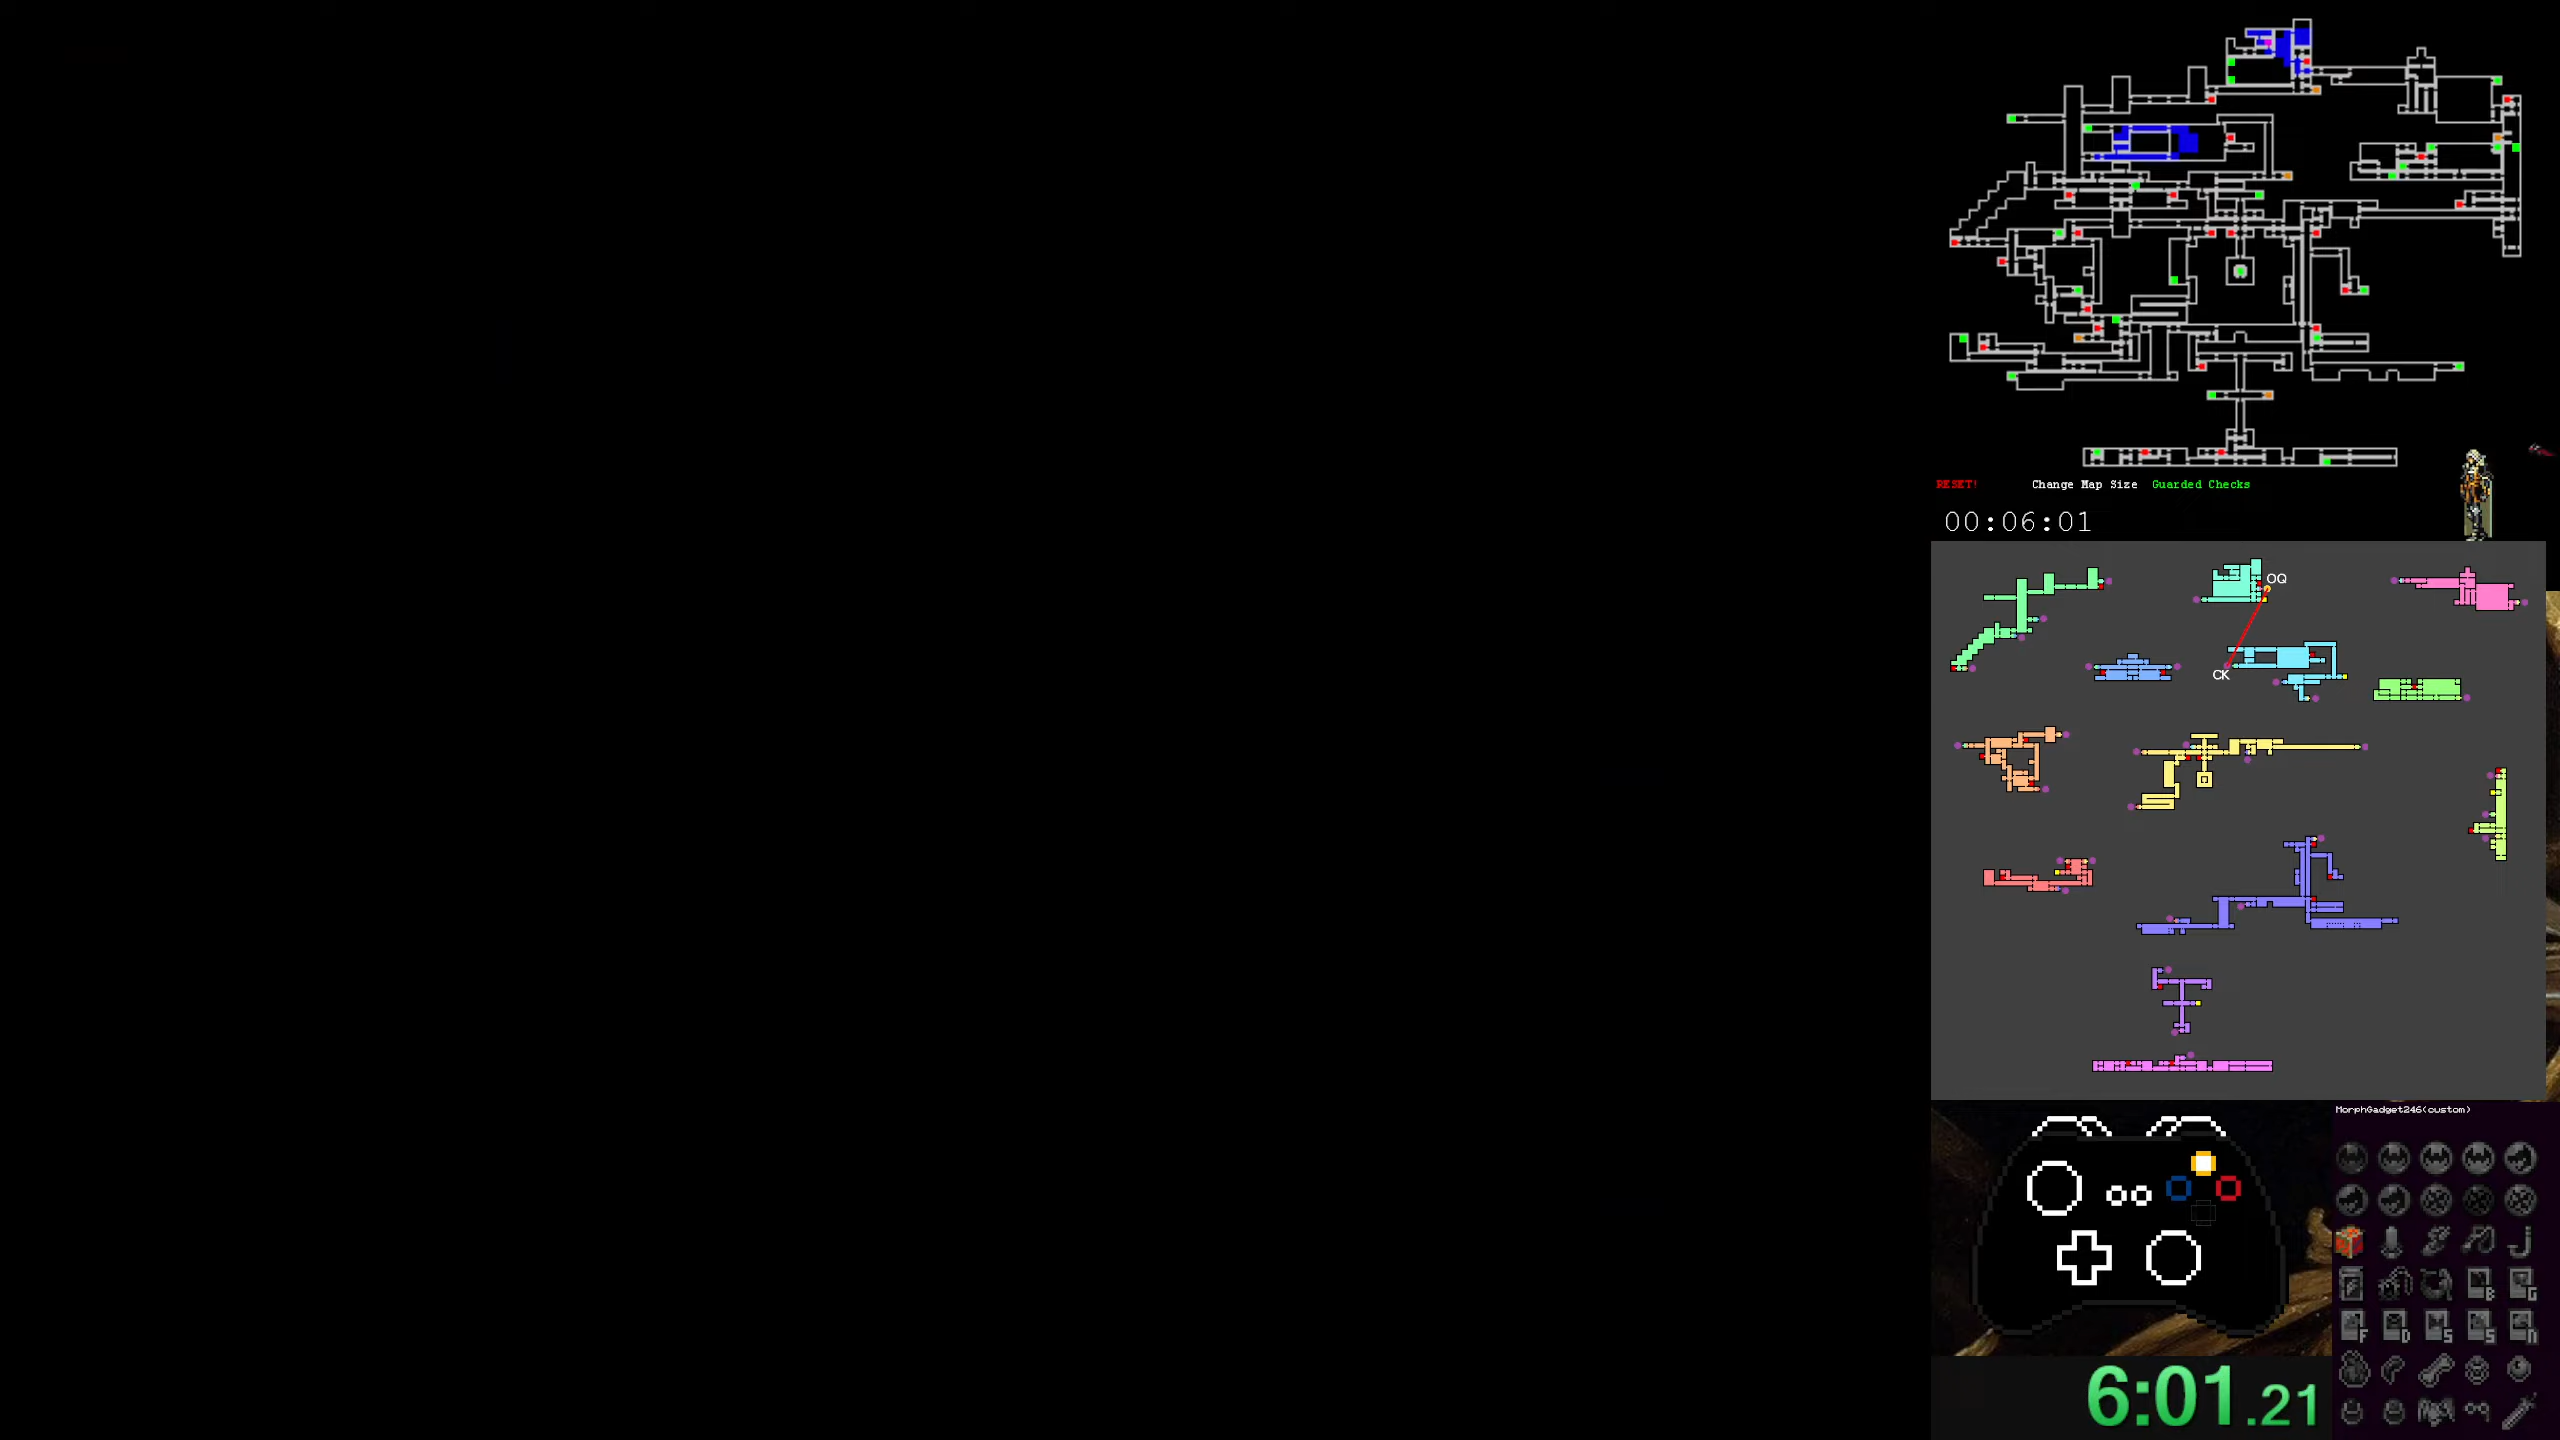 RESET! Change Map Size Guarded Checks
00:06:01
OQ
CK
MorphGadget246(custom)
B G
F D S S N
6:01.21